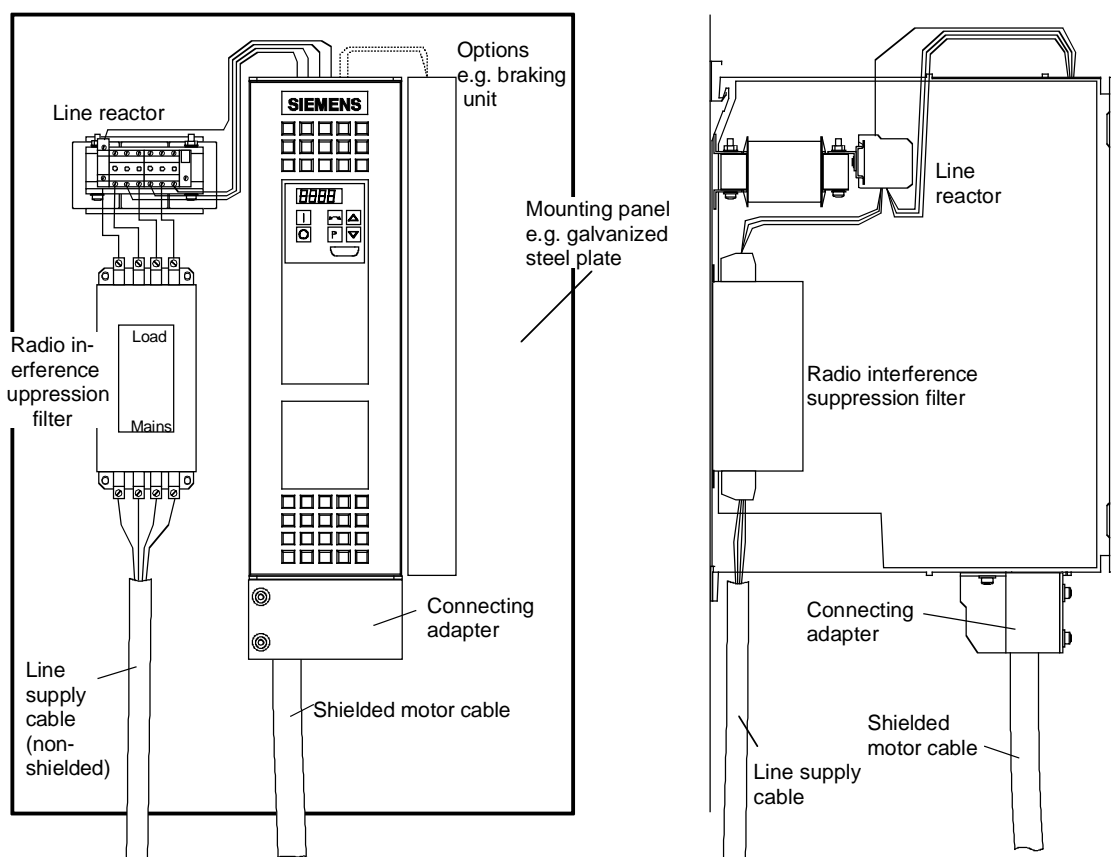 Options
e.g. braking
unit
Line reactor
SIEMENS
8888
P
Mounting panel
e.g. galvanized
steel plate
Load
Radio in-
erference
uppression
filter
Mains
Connecting
adapter
Line
supply
cable
(non-
shielded)
Shielded motor cable
Line
reactor
Radio interference
suppression filter
Connecting
adapter
Shielded
motor cable
Line supply
cable